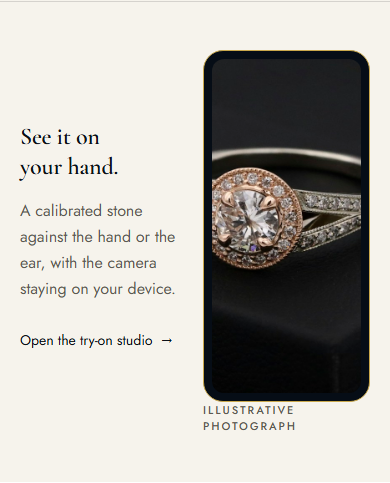 See it on
your hand.
A calibrated stone
against the hand or the
ear, with the camera
staying on your device.
Open the try-on studio →
ILLUSTRATIVE
PHOTOGRAPH